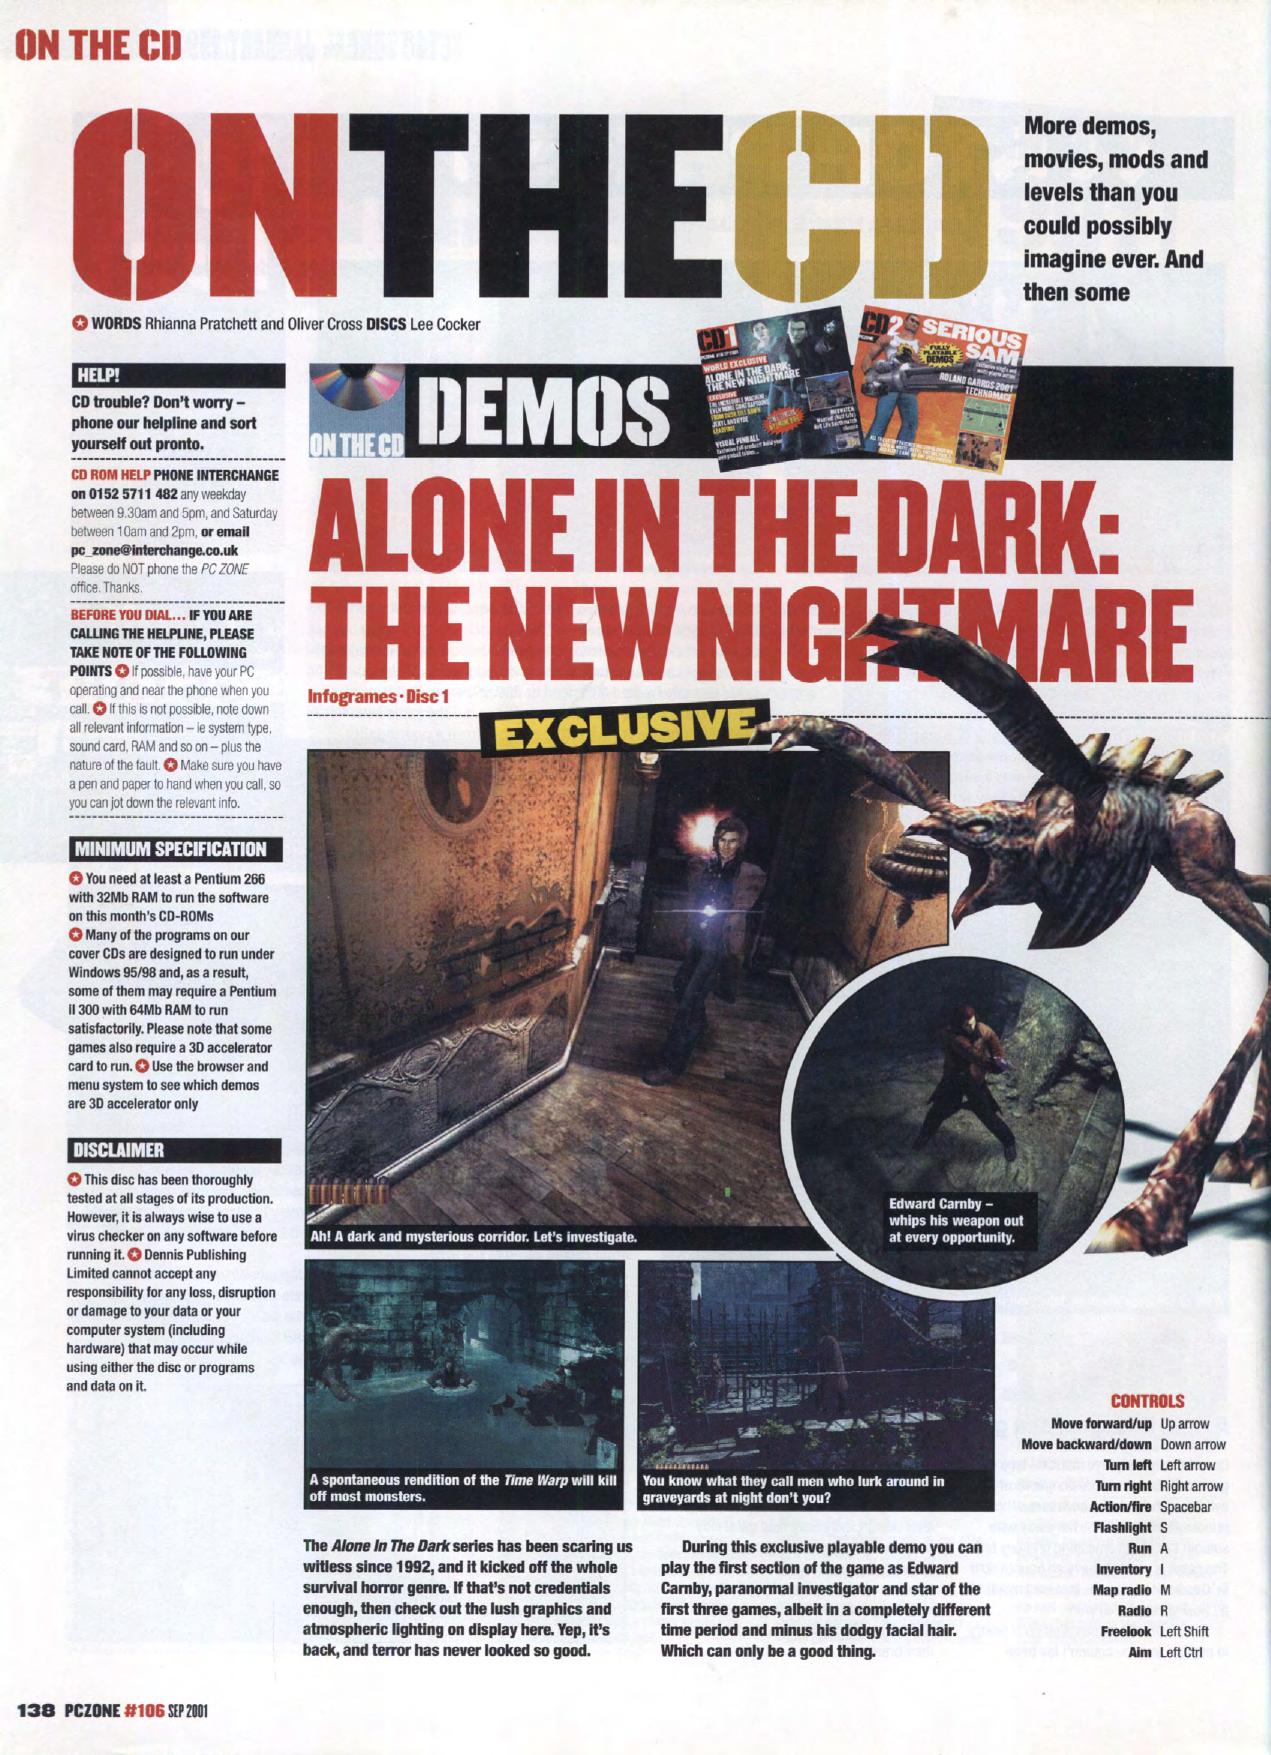 ON THE CD
ONTHECD
More demos,
movies, mods and
levels than you
could possibly
imagine ever. And
then some
WORDS Rhianna Pratchett and Oliver Cross DISCS Lee Cocker
HELP!
CD trouble? Don't worry –
phone our helpline and sort
yourself out pronto.
CD ROM HELP PHONE INTERCHANGE
on 0152 5711 482 any weekday
between 9.30am and 5pm, and Saturday
between 10am and 2pm, or email
pc_zone@interchange.co.uk
Please do NOT phone the PC ZONE
office. Thanks.
BEFORE YOU DIAL... IF YOU ARE
CALLING THE HELPLINE, PLEASE
TAKE NOTE OF THE FOLLOWING
POINTS If possible, have your PC
operating and near the phone when you
call. If this is not possible, note down
all relevant information – ie system type,
sound card, RAM and so on – plus the
nature of the fault. Make sure you have
a pen and paper to hand when you call, so
you can jot down the relevant info.
MINIMUM SPECIFICATION
You need at least a Pentium 266
with 32Mb RAM to run the software
on this month's CD-ROMs
Many of the programs on our
cover CDs are designed to run under
Windows 95/98 and, as a result,
some of them may require a Pentium
II 300 with 64Mb RAM to run
satisfactorily. Please note that some
games also require a 3D accelerator
card to run. Use the browser and
menu system to see which demos
are 3D accelerator only
DISCLAIMER
This disc has been thoroughly
tested at all stages of its production.
However, it is always wise to use a
virus checker on any software before
running it. Dennis Publishing
Limited cannot accept any
responsibility for any loss, disruption
or damage to your data or your
computer system (including
hardware) that may occur while
using either the disc or programs
and data on it.
ON THE CD
DEMOS
CD1
WORLD EXCLUSIVE
ALONE IN THE DARK:
THE NEW NIGHTMARE
EXCLUSIVE
VISUAL PINBALL
CD2
SERIOUS
SAM
FULLY
PLAYABLE
DEMOS
ROLAND GARROS 2001
TECHNOMAGE
ALONE IN THE DARK:
THE NEW NIGHTMARE
Infogrames • Disc 1
EXCLUSIVE
Ah! A dark and mysterious corridor. Let's investigate.
Edward Carnby –
whips his weapon out
at every opportunity.
A spontaneous rendition of the Time Warp will kill
off most monsters.
You know what they call men who lurk around in
graveyards at night don't you?
The Alone In The Dark series has been scaring us
witless since 1992, and it kicked off the whole
survival horror genre. If that's not credentials
enough, then check out the lush graphics and
atmospheric lighting on display here. Yep, it's
back, and terror has never looked so good.
During this exclusive playable demo you can
play the first section of the game as Edward
Carnby, paranormal investigator and star of the
first three games, albeit in a completely different
time period and minus his dodgy facial hair.
Which can only be a good thing.
CONTROLS
Move forward/up Up arrow
Move backward/down Down arrow
Turn left Left arrow
Turn right Right arrow
Action/fire Spacebar
Flashlight S
Run A
Inventory I
Map radio M
Radio R
Freelook Left Shift
Aim Left Ctrl
138 PCZONE #106 SEP 2001